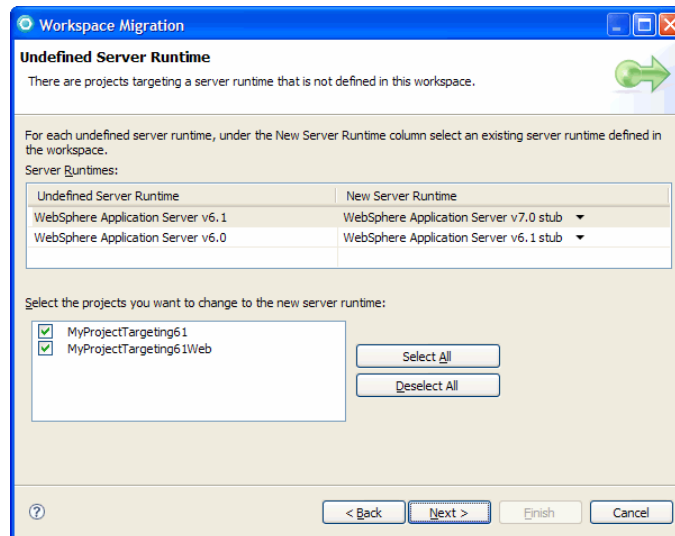 Workspace Migration
Undefined Server Runtime
There are projects targeting a server runtime that is not defined in this workspace.
For each undefined server runtime, under the New Server Runtime column select an existing server runtime defined in
the workspace.
Server Runtimes:
Undefined Server Runtime New Server Runtime
WebSphere Application Server v6.1 WebSphere Application Server v7.0 stub
WebSphere Application Server v6.0 WebSphere Application Server v6.1 stub
Select the projects you want to change to the new server runtime:
MyProjectTargeting61
MyProjectTargeting61Web
Select All
Deselect All
? < Back Next > Finish Cancel